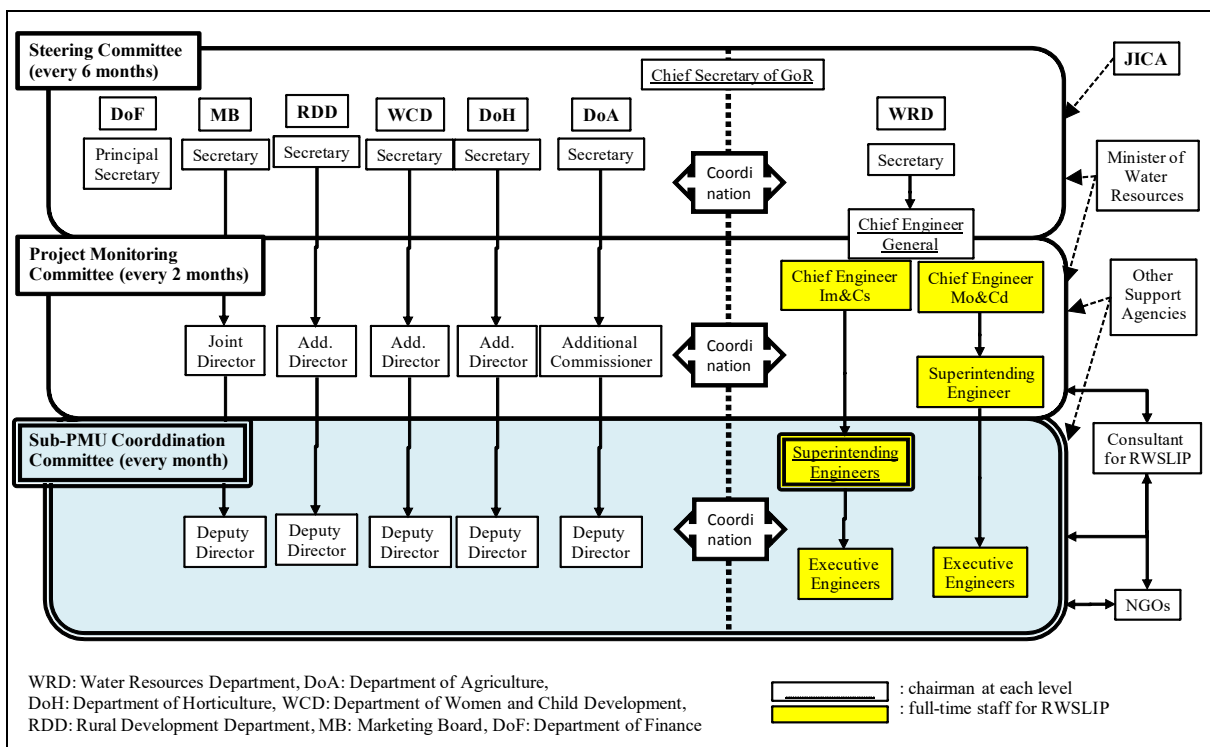 Steering Committee
(every 6 months)
Chief Secretary of GoR
JICA
DoF
MB
RDD
WCD
DoH
DoA
WRD
Principal
Secretary
Secretary
Secretary
Secretary
Secretary
Secretary
Secretary
Coordi
nation
Minister of
Water
Resources
Chief Engineer
General
Project Monitoring
Committee (every 2 months)
Chief Engineer
Im&Cs
Chief Engineer
Mo&Cd
Other
Support
Agencies
Joint
Director
Add.
Director
Add.
Director
Add.
Director
Additional
Commissioner
Coordi
nation
Superintending
Engineer
Sub-PMU Coorddination
Committee (every month)
Superintending
Engineers
Consultant
for RWSLIP
Deputy
Director
Deputy
Director
Deputy
Director
Deputy
Director
Deputy
Director
Coordi
nation
Executive
Engineers
Executive
Engineers
NGOs
WRD: Water Resources Department, DoA: Department of Agriculture,
DoH: Department of Horticulture, WCD: Department of Women and Child Development,
RDD: Rural Development Department, MB: Marketing Board, DoF: Department of Finance
: chairman at each level
: full-time staff for RWSLIP